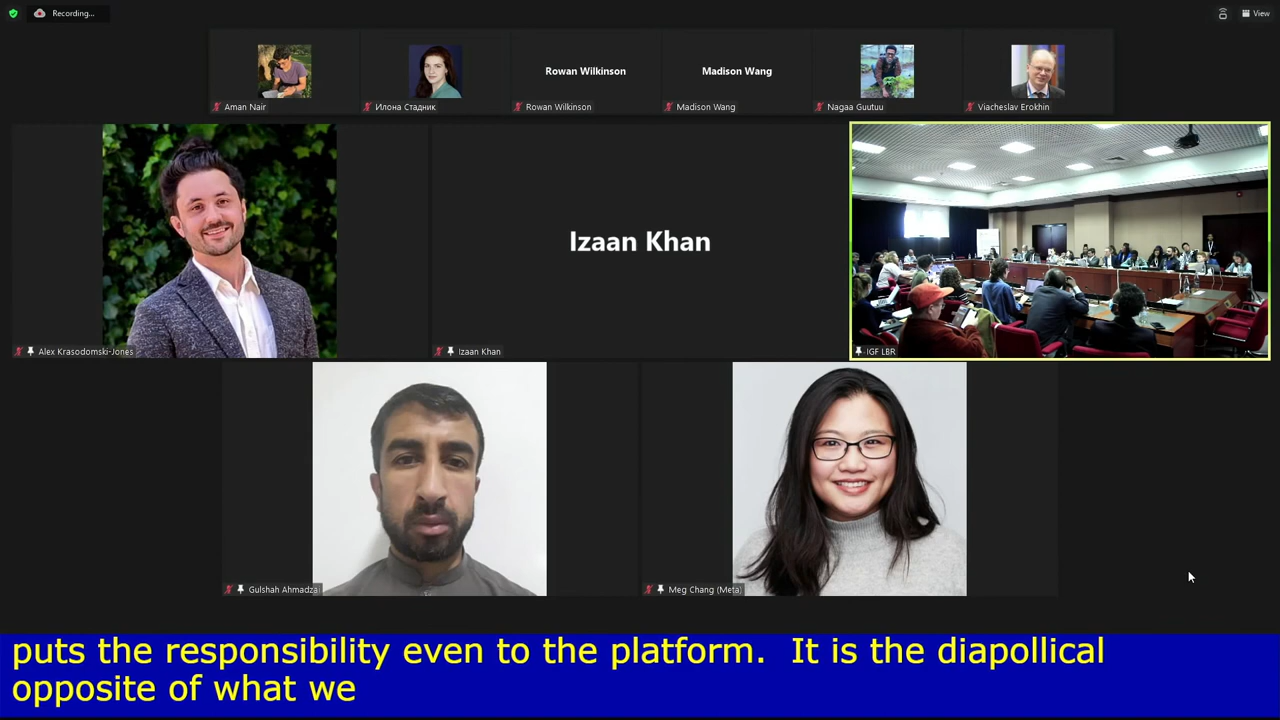 Recording...
View
Rowan Wilkinson
Madison Wang
Aman Nair
Илона Стадник
Rowan Wilkinson
Madison Wang
Nagaa Guutuu
Viacheslav Erokhin
Izaan Khan
Alex Krasodomski-Jones
Izaan Khan
IGF LBR
Gulshah Ahmadzai
Meg Chang (Meta)
puts the responsibility even to the platform.  It is the diapollical
opposite of what we